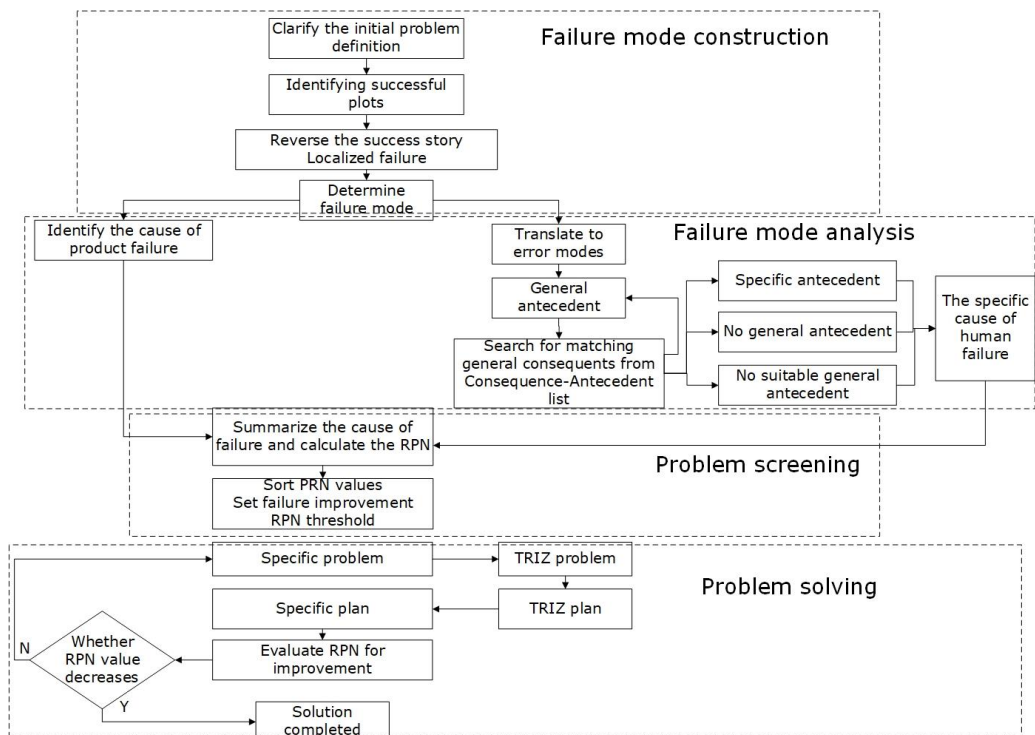 Clarify the initial problem
definition
Failure mode construction
Identifying successful
plots
Reverse the success story
Localized failure
Determine
failure mode
Identify the cause of
product failure
Translate to
error modes
Failure mode analysis
General
antecedent
Specific antecedent
No general antecedent
The specific
cause of
human
failure
Search for matching
general consequents from
Consequence-Antecedent
list
No suitable general
antecedent
Summarize the cause of
failure and calculate the RPN
Problem screening
Sort PRN values
Set failure improvement
RPN threshold
Specific problem
TRIZ problem
Problem solving
Specific plan
TRIZ plan
N
Whether
RPN value
decreases
Evaluate RPN for
improvement
Y
Solution
completed